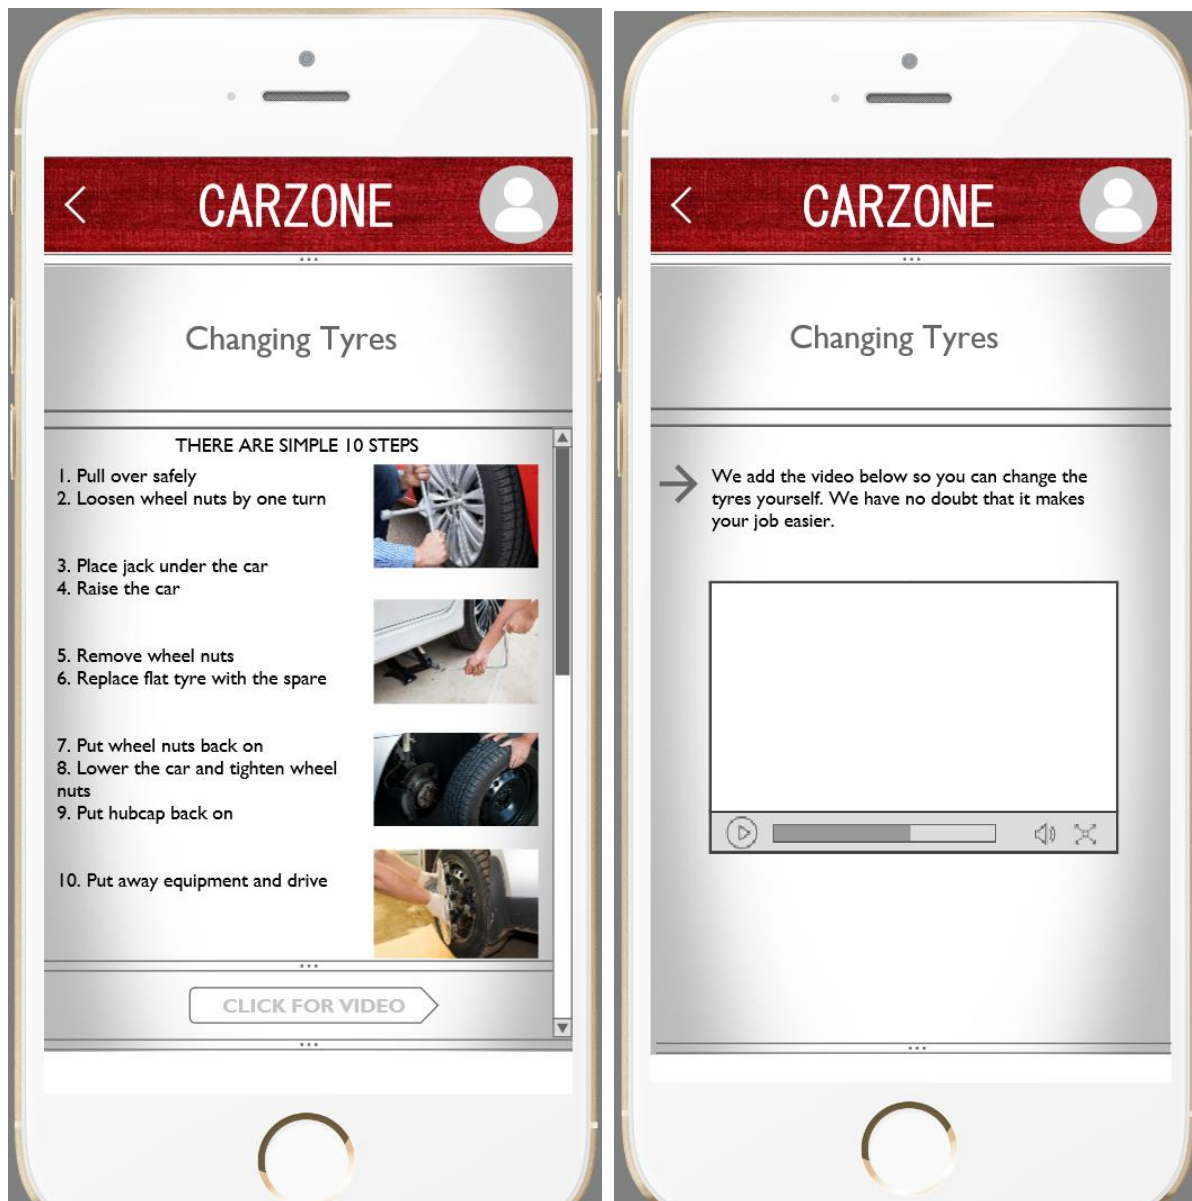 CARZONE
Changing Tyres
THERE ARE SIMPLE 10 STEPS
1. Pull over safely
2. Loosen wheel nuts by one turn
3. Place jack under the car
4. Raise the car
5. Remove wheel nuts
6. Replace flat tyre with the spare
7. Put wheel nuts back on
8. Lower the car and tighten wheel
nuts
9. Put hubcap back on
10. Put away equipment and drive
CLICK FOR VIDEO
CARZONE
Changing Tyres
We add the video below so you can change the
tyres yourself. We have no doubt that it makes
your job easier.